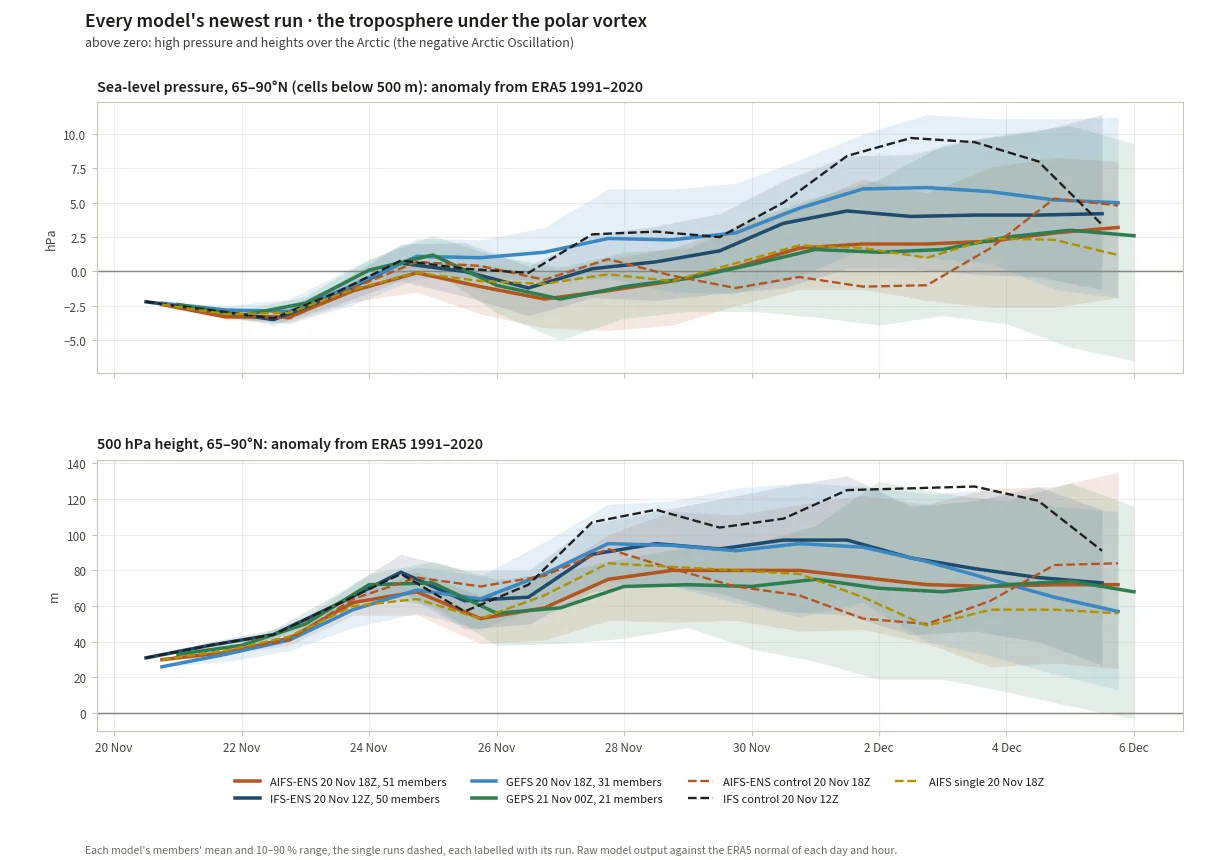 Every model's newest run · the troposphere under the polar vortex
above zero: high pressure and heights over the Arctic (the negative Arctic Oscillation)
Sea-level pressure, 65–90°N (cells below 500 m): anomaly from ERA5 1991–2020
10.0
7.5
5.0
2.5
0.0
−2.5
−5.0
hPa
500 hPa height, 65–90°N: anomaly from ERA5 1991–2020
140
120
100
80
60
40
20
0
m
20 Nov 22 Nov 24 Nov 26 Nov 28 Nov 30 Nov 2 Dec 4 Dec 6 Dec
AIFS-ENS 20 Nov 18Z, 51 members GEFS 20 Nov 18Z, 31 members AIFS-ENS control 20 Nov 18Z AIFS single 20 Nov 18Z
IFS-ENS 20 Nov 12Z, 50 members GEPS 21 Nov 00Z, 21 members IFS control 20 Nov 12Z
Each model's members' mean and 10–90 % range, the single runs dashed, each labelled with its run. Raw model output against the ERA5 normal of each day and hour.